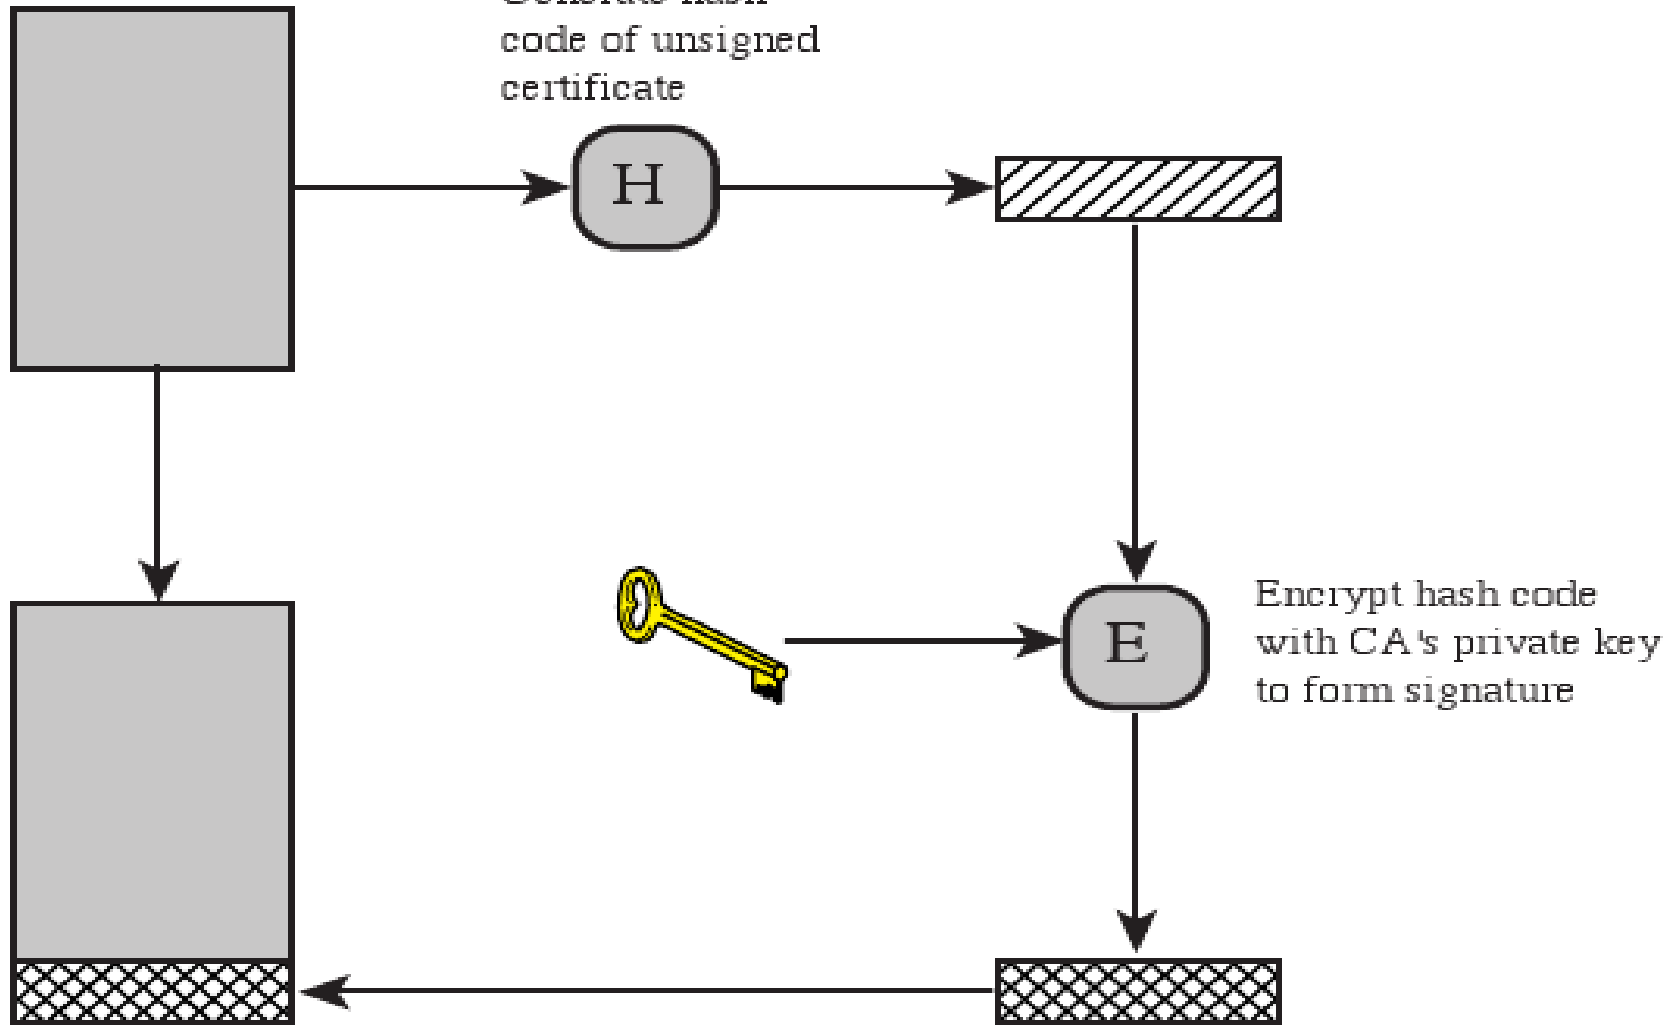 code of unsigned
certificate
H
Encrypt hash code
E
with CA's private key
to form signature